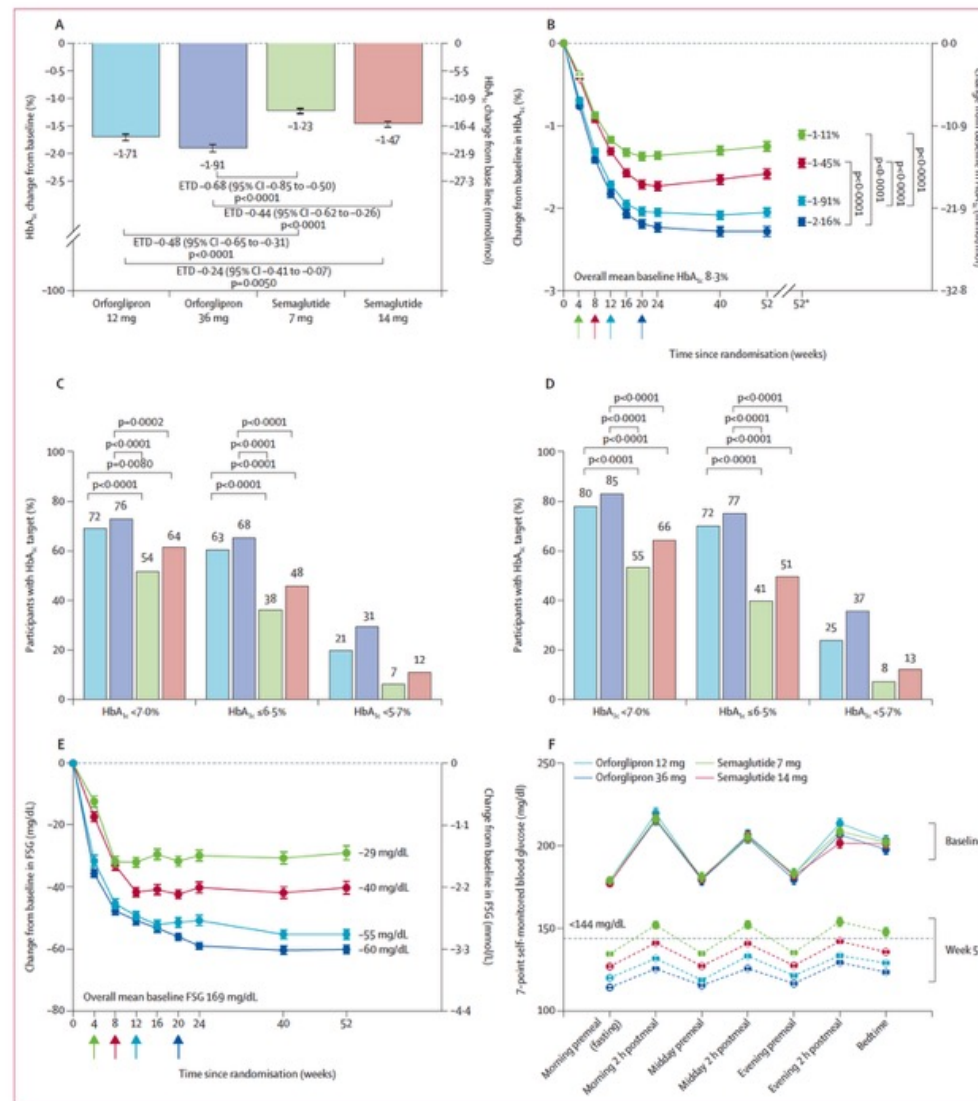 A
HbA1c change from baseline (%)
0
–0·5
–1·0
–1·5
–2·0
–2·5
–100
0
–5·5
–10·9
–16·4
–21·9
–27·3
HbA1c change from base line (mmol/mol)
–1·71
–1·91
–1·23
–1·47
ETD –0·68 (95% CI –0·85 to –0·50)
p<0·0001
ETD –0·44 (95% CI –0·62 to –0·26)
p<0·0001
ETD –0·48 (95% CI –0·65 to –0·31)
p<0·0001
ETD –0·24 (95% CI –0·41 to –0·07)
p=0·0050
Orforglipron
12 mg
Orforglipron
36 mg
Semaglutide
7 mg
Semaglutide
14 mg
B
Change from baseline in HbA1c (%)
0
–1
–2
–3
0·0
–10·9
–21·9
–32·8
–1·11%
–1·45%
–1·91%
–2·16%
p<0·0001
p<0·0001
p<0·0001
p<0·0001
Overall mean baseline HbA1c 8·3%
0 4 8 12 16 20 24 40 52 52*
Time since randomisation (weeks)
C
Participants with HbA1c target (%)
100
80
60
40
20
0
p=0·0002
p<0·0001
p=0·0080
p<0·0001
72 76 54 64
p<0·0001
p<0·0001
p<0·0001
p<0·0001
63 68 38 48
21 31 7 12
HbA1c <7·0% HbA1c ≤6·5% HbA1c <5·7%
D
Participants with HbA1c target (%)
100
80
60
40
20
0
p<0·0001
p<0·0001
p<0·0001
p<0·0001
80 85 55 66
p<0·0001
p<0·0001
p<0·0001
p<0·0001
72 77 41 51
25 37 8 13
HbA1c <7·0% HbA1c ≤6·5% HbA1c <5·7%
E
Change from baseline in FSG (mg/dL)
0
–20
–40
–60
–80
0
–1·1
–2·2
–3·3
–4·4
Change from baseline in FSG (mmol/L)
–29 mg/dL
–40 mg/dL
–55 mg/dL
–60 mg/dL
Overall mean baseline FSG 169 mg/dL
0 4 8 12 16 20 24 40 52
Time since randomisation (weeks)
F
7-point self-monitored blood glucose (mg/dl)
250
200
150
100
Orforglipron 12 mg
Orforglipron 36 mg
Semaglutide 7 mg
Semaglutide 14 mg
<144 mg/dL
Baseline
Week 5
Morning premeal
(fasting)
Morning 2 h postmeal
Midday premeal
Midday 2 h postmeal
Evening premeal
Evening 2 h postmeal
Bedtime